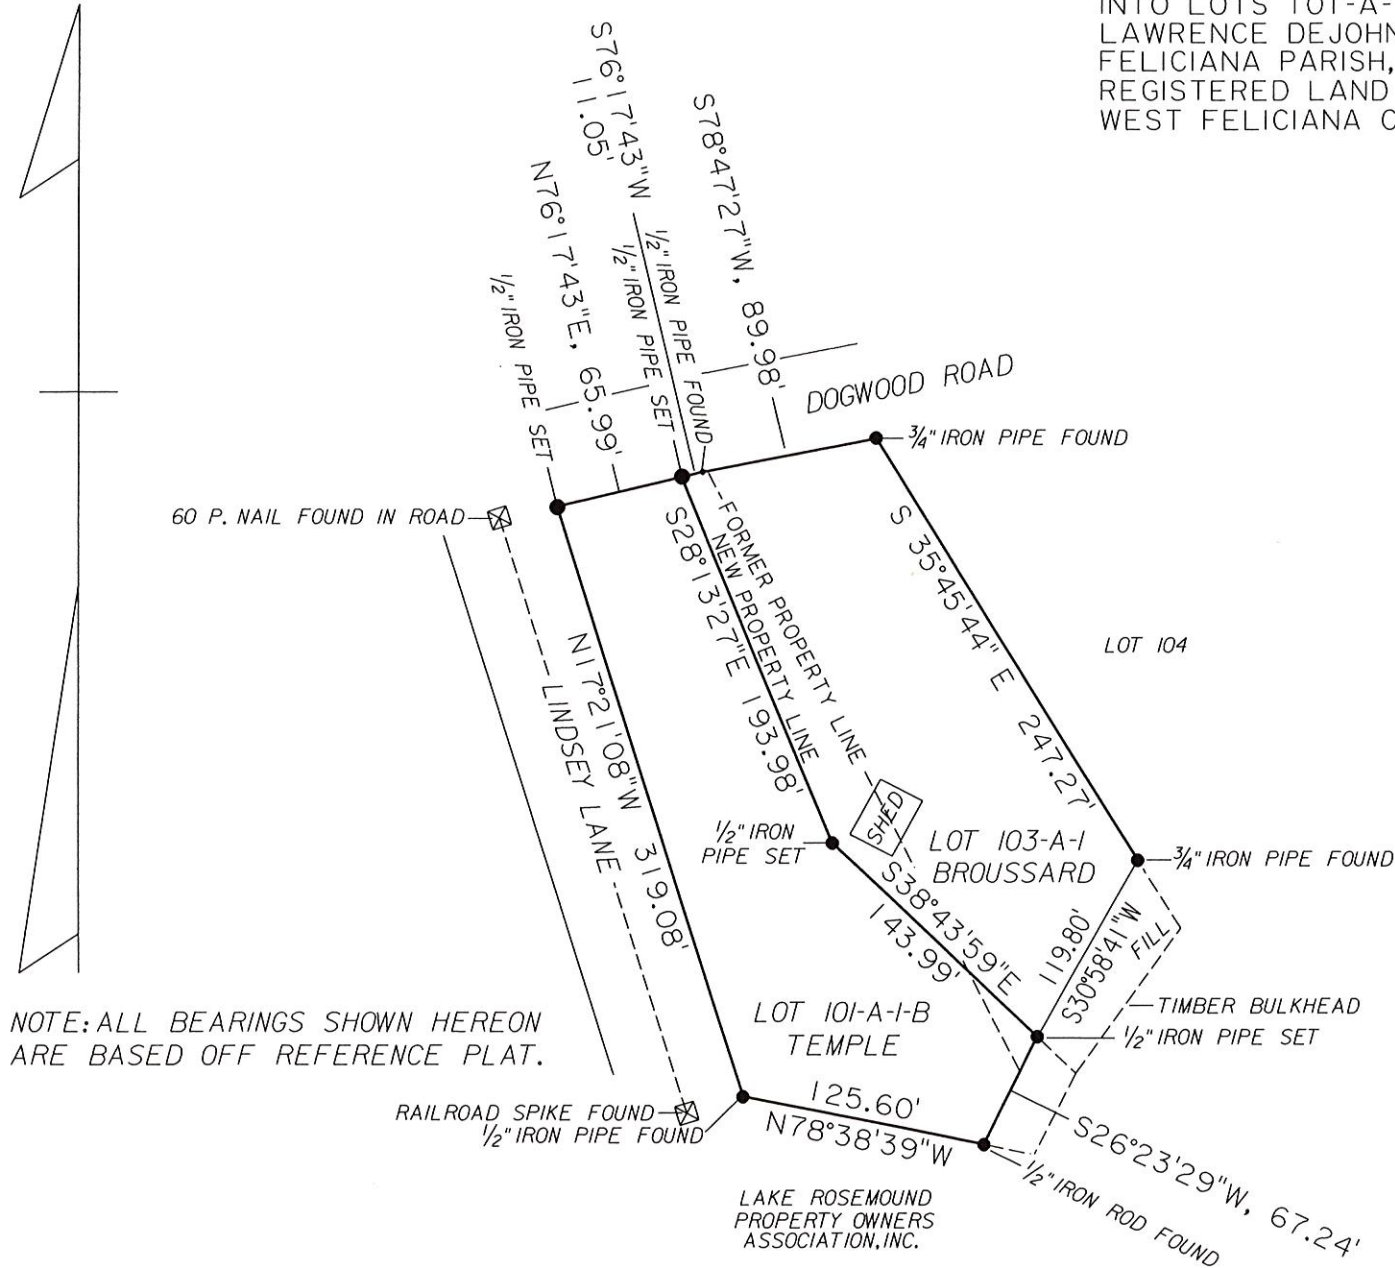 INTO LOTS 101-A-
LAWRENCE DEJOHN
FELICIANA PARISH,
REGISTERED LAND
WEST FELICIANA
S76°17'43"W
11.05'
S78°47'27"W, 89.98'
N76°17'43"E, 65.99'
½" IRON PIPE SET
½" IRON PIPE SET
½" IRON PIPE FOUND
DOGWOOD ROAD
¾" IRON PIPE FOUND
60 P. NAIL FOUND IN ROAD
FORMER PROPERTY LINE
NEW PROPERTY LINE
S28°13'27"E 193.98'
S 35°45'44" E 247.27'
LOT 104
N17°21'08"W 319.08'
LINDSEY LANE
SHED
½" IRON
PIPE SET
LOT 103-A-1
BROUSSARD
¾" IRON PIPE FOUND
S38°43'59"E
143.99'
119.80'
S30°58'41"W
FILL
TIMBER BULKHEAD
½" IRON PIPE SET
LOT 101-A-1-B
TEMPLE
NOTE: ALL BEARINGS SHOWN HEREON
ARE BASED OFF REFERENCE PLAT.
RAILROAD SPIKE FOUND
½" IRON PIPE FOUND
125.60'
N78°38'39"W
S26°23'29"W, 67.24'
½" IRON ROD FOUND
LAKE ROSEMOUND
PROPERTY OWNERS
ASSOCIATION, INC.